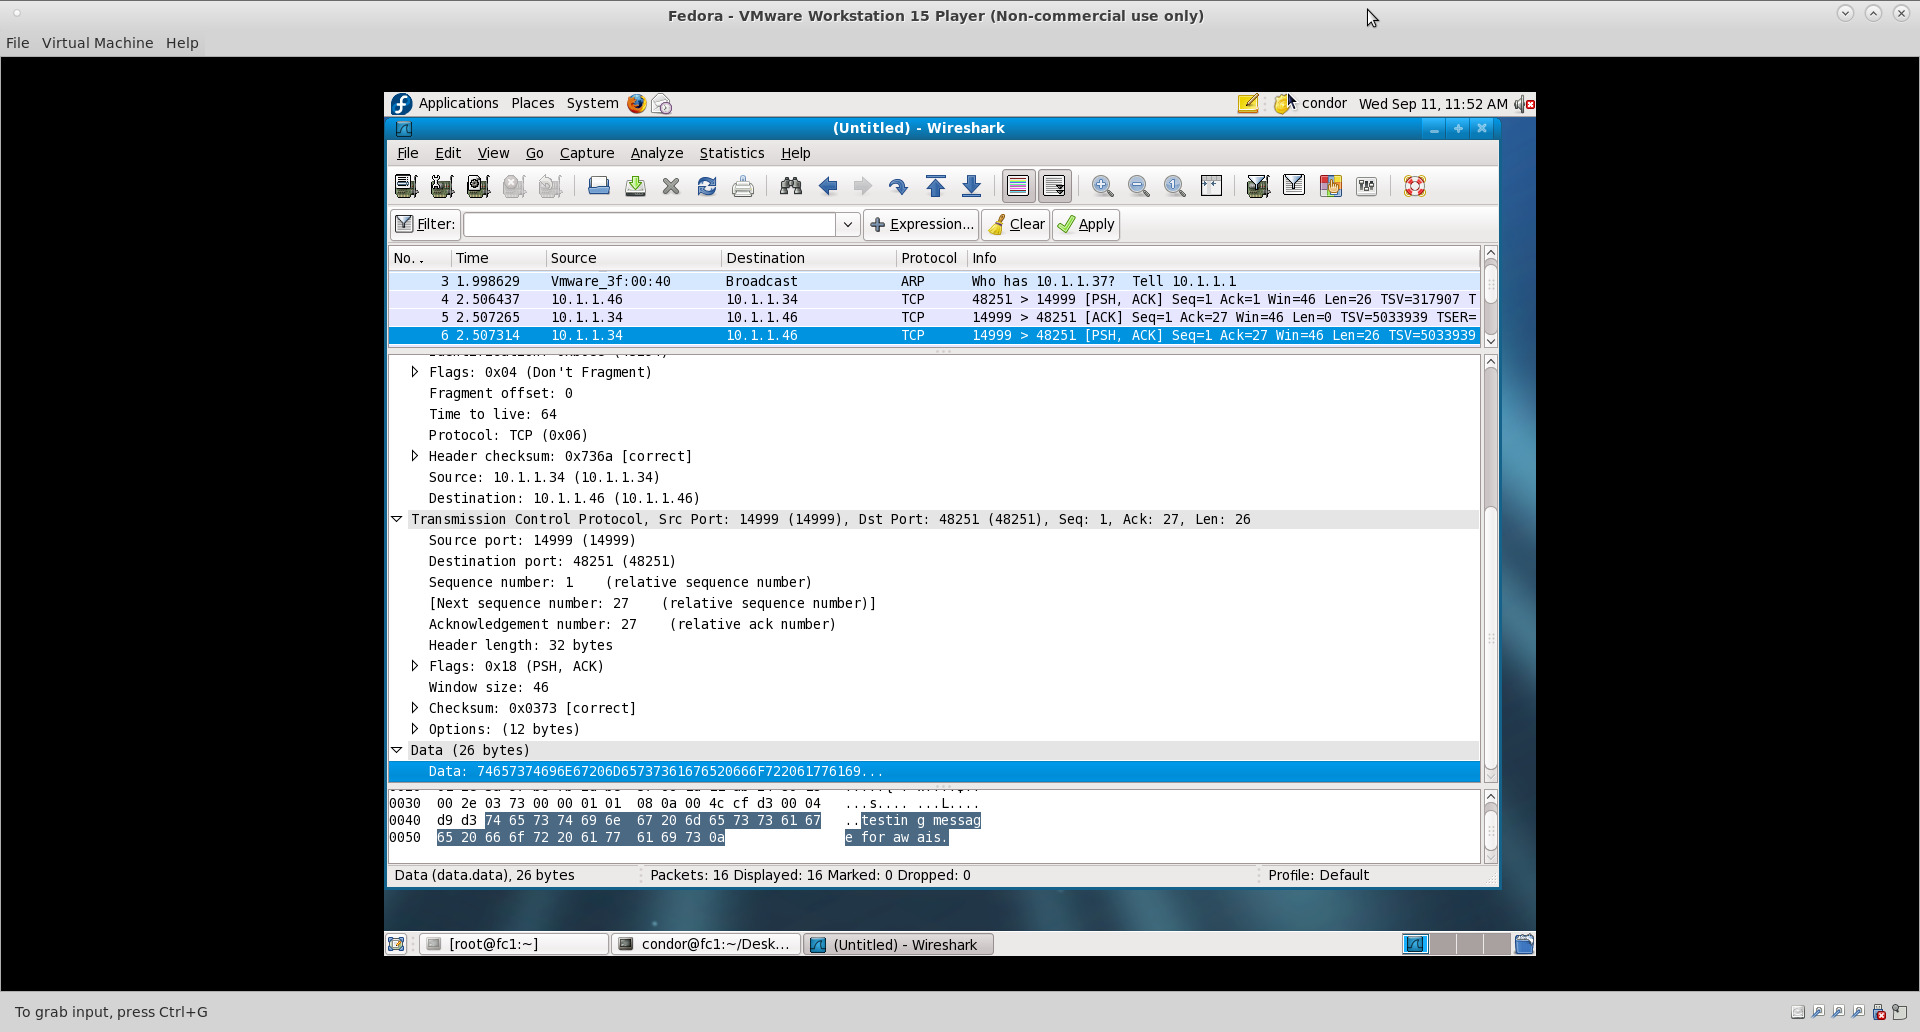 Fedora - VMware Workstation 15 Player (Non-commercial use only)
File Virtual Machine Help
Applications Places System condor Wed Sep 11, 11:52 AM
(Untitled) - Wireshark
File Edit View Go Capture Analyze Statistics Help
Filter: Expression... Clear Apply
No. . Time Source Destination Protocol Info
3 1.998629 Vmware_3f:00:40 Broadcast ARP Who has 10.1.1.37? Tell 10.1.1.1
4 2.506437 10.1.1.46 10.1.1.34 TCP 48251 > 14999 [PSH, ACK] Seq=1 Ack=1 Win=46 Len=26 TSV=317907 T
5 2.507265 10.1.1.34 10.1.1.46 TCP 14999 > 48251 [ACK] Seq=1 Ack=27 Win=46 Len=0 TSV=5033939 TSER=
6 2.507314 10.1.1.34 10.1.1.46 TCP 14999 > 48251 [PSH, ACK] Seq=1 Ack=27 Win=46 Len=26 TSV=5033939
Flags: 0x04 (Don't Fragment)
Fragment offset: 0
Time to live: 64
Protocol: TCP (0x06)
Header checksum: 0x736a [correct]
Source: 10.1.1.34 (10.1.1.34)
Destination: 10.1.1.46 (10.1.1.46)
Transmission Control Protocol, Src Port: 14999 (14999), Dst Port: 48251 (48251), Seq: 1, Ack: 27, Len: 26
Source port: 14999 (14999)
Destination port: 48251 (48251)
Sequence number: 1 (relative sequence number)
[Next sequence number: 27 (relative sequence number)]
Acknowledgement number: 27 (relative ack number)
Header length: 32 bytes
Flags: 0x18 (PSH, ACK)
Window size: 46
Checksum: 0x0373 [correct]
Options: (12 bytes)
Data (26 bytes)
Data: 74657374696E67206D65737361676520666F722061776169...
0030 00 2e 03 73 00 00 01 01 08 0a 00 4c cf d3 00 04 ...s.... ...L....
0040 d9 d3 74 65 73 74 69 6e 67 20 6d 65 73 73 61 67 ..testin g messag
0050 65 20 66 6f 72 20 61 77 61 69 73 0a e for aw ais.
Data (data.data), 26 bytes Packets: 16 Displayed: 16 Marked: 0 Dropped: 0 Profile: Default
[root@fc1:~] condor@fc1:~/Desk... (Untitled) - Wireshark
To grab input, press Ctrl+G